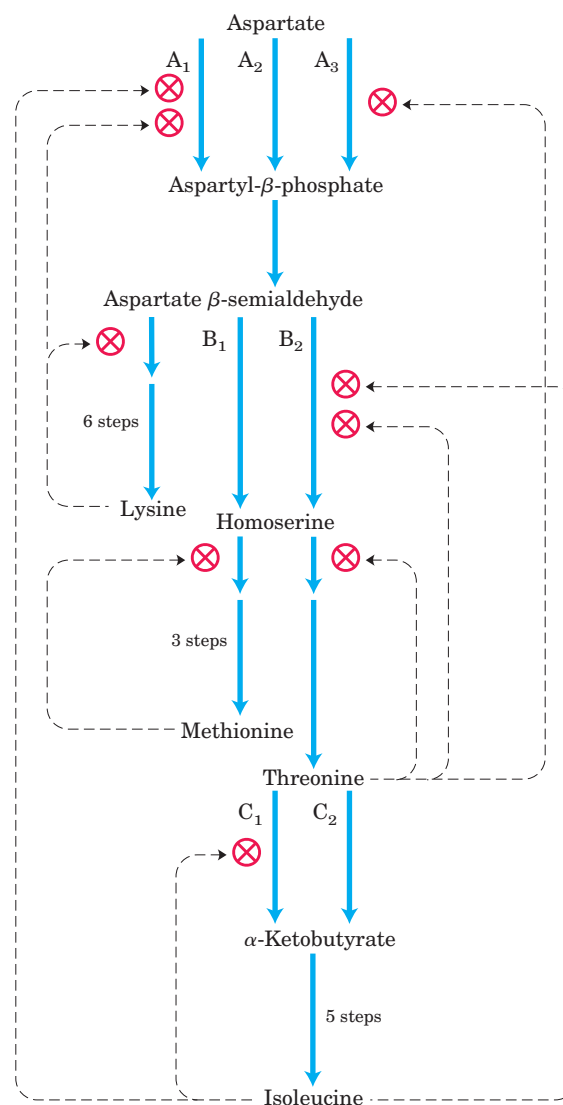 Aspartate
A₁ A₂ A₃
Aspartyl-β-phosphate
Aspartate β-semialdehyde
B₁ B₂
6 steps
Lysine
Homoserine
3 steps
Methionine
Threonine
C₁ C₂
α-Ketobutyrate
5 steps
Isoleucine